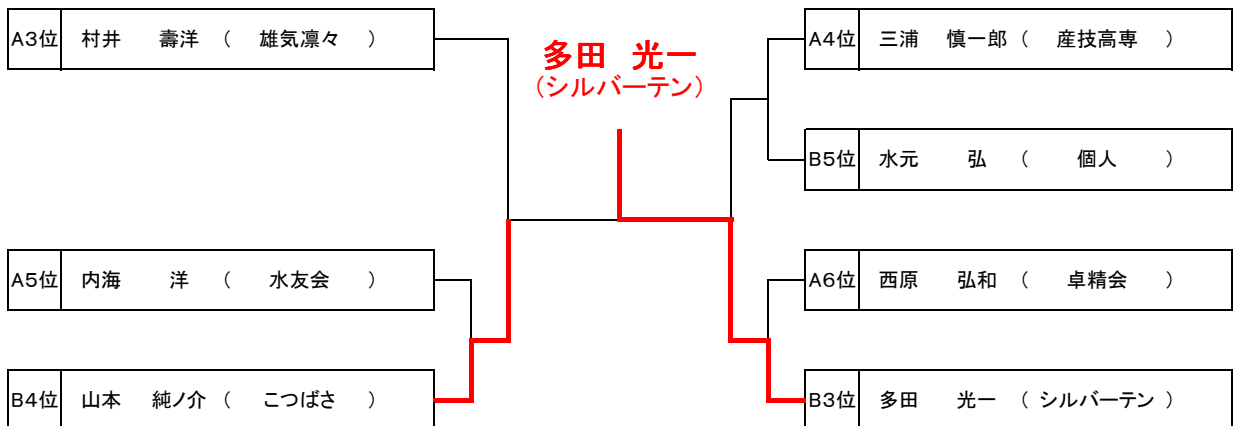 A3位 村井 壽洋 ( 雄気凛々 )
多田 光一
(シルバーテン)
A4位 三浦 慎一郎 ( 産技高専 )
B5位 水元 弘 ( 個人 )
A5位 内海 洋 ( 水友会 )
A6位 西原 弘和 ( 卓精会 )
B4位 山本 純ノ介 ( こつばさ )
B3位 多田 光一 ( シルバーテン )